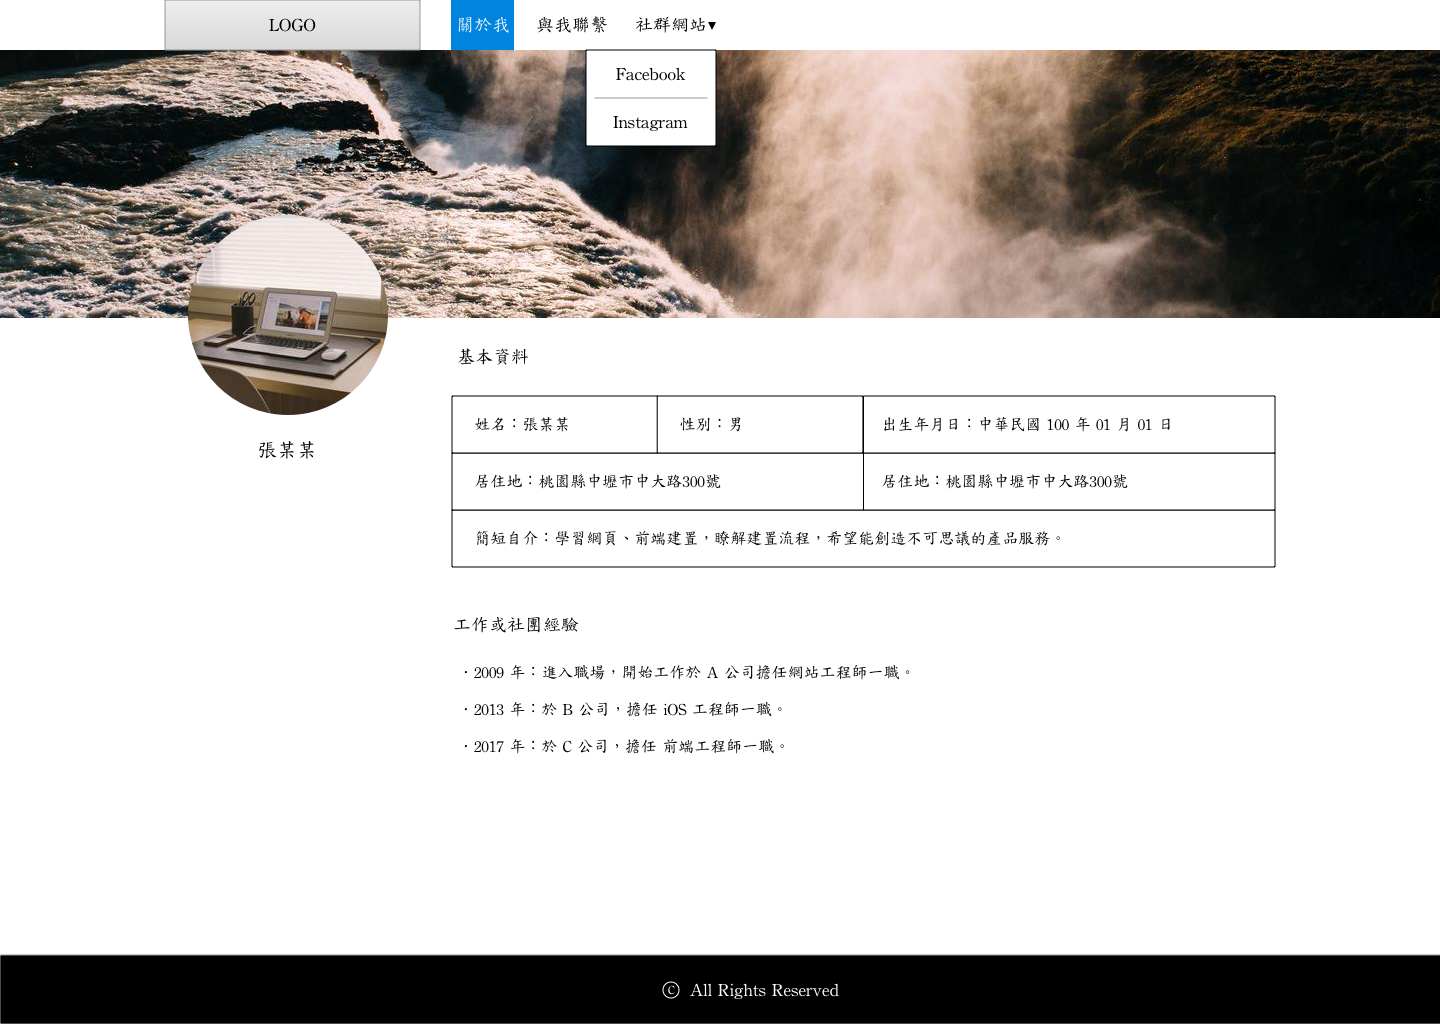 LOGO
關於我
與我聯繫
社群網站▾
Facebook
Instagram
張某某
基本資料
姓名：張某某
性別：男
出生年月日：中華民國 100 年 01 月 01 日
居住地：桃園縣中壢市中大路300號
居住地：桃園縣中壢市中大路300號
簡短自介：學習網頁、前端建置，瞭解建置流程，希望能創造不可思議的產品服務。
工作或社團經驗
・2009 年：進入職場，開始工作於 A 公司擔任網站工程師一職。
・2013 年：於 B 公司，擔任 iOS 工程師一職。
・2017 年：於 C 公司，擔任 前端工程師一職。
© All Rights Reserved